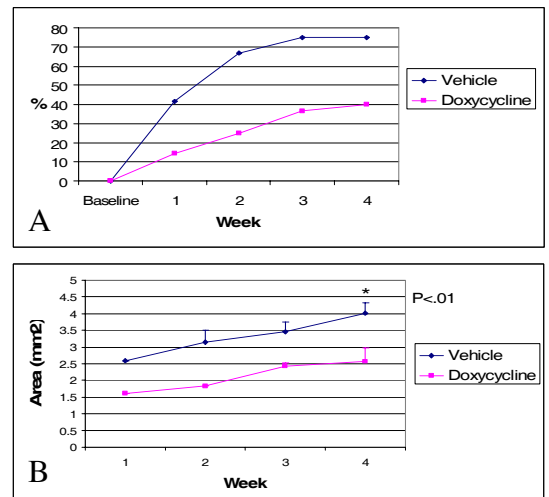 80
70
60
50
40
30
20
10
0
%
Baseline 1 2 3 4
Week
Vehicle
Doxycycline
A
5
4.5
4
3.5
3
2.5
2
1.5
1
0.5
0
Area (mm2)
*
P<.01
1 2 3 4
Week
Vehicle
Doxycycline
B